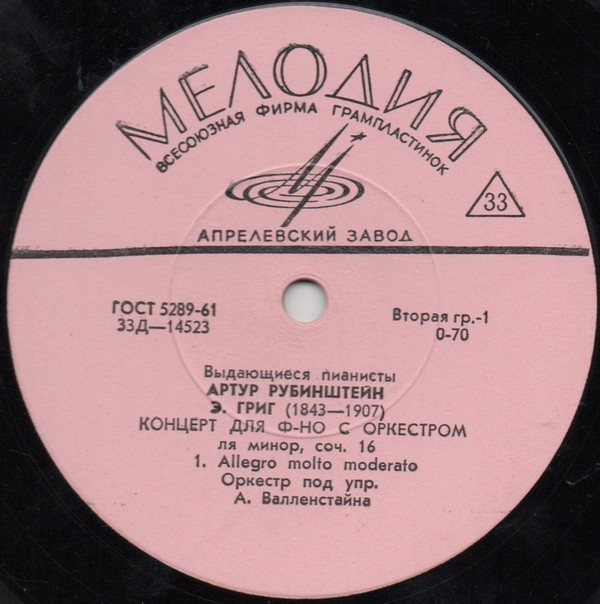 МЕЛОДИЯ
ВСЕСОЮЗНАЯ ФИРМА ГРАМПЛАСТИНОК
33
АПРЕЛЕВСКИЙ ЗАВОД
ГОСТ 5289-61
33Д—14523
Вторая гр.-1
0-70
Выдающиеся пианисты
АРТУР РУБИНШТЕЙН
Э. ГРИГ (1843—1907)
КОНЦЕРТ ДЛЯ Ф-НО С ОРКЕСТРОМ
ля минор, соч. 16
1. Allegro molto moderato
Оркестр под упр.
А. Валленстайна